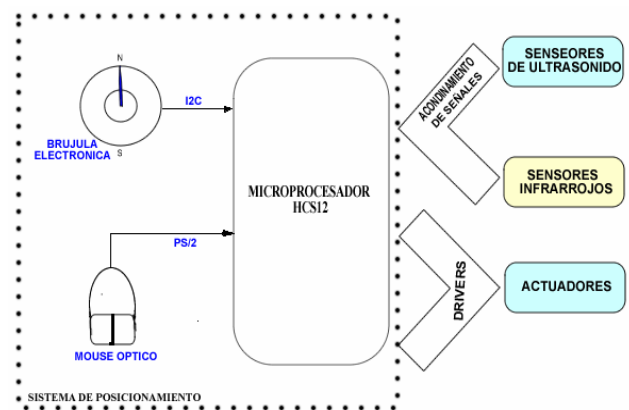 N
I2C
BRUJULA
ELECTRONICA
S
MICROPROCESADOR
HCS12
PS/2
MOUSE OPTICO
SISTEMA DE POSICIONAMIENTO
ACONDINAMIENTO
DE SEÑALES
SENSEORES
DE ULTRASONIDO
SENSORES
INFRARROJOS
DRIVERS
ACTUADORES